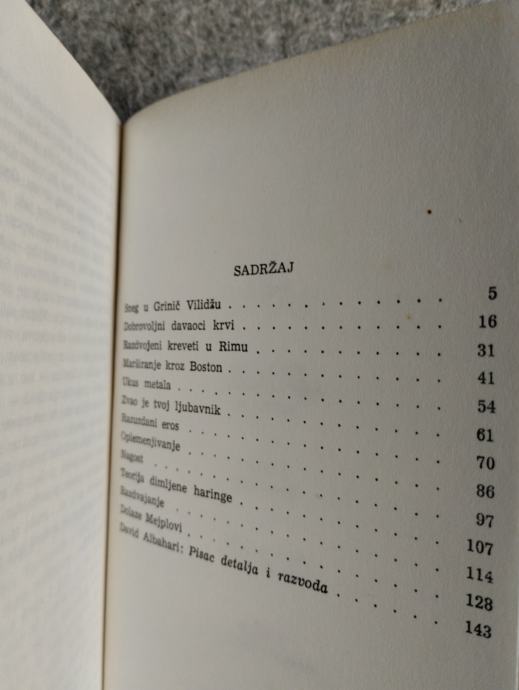 SADRŽAJ
Sneg u Grinič Vilidžu . . . . . . . . . . . . . 5
Dobrovoljni davaoci krvi . . . . . . . . . . . . 16
Razdvojeni kreveti u Rimu . . . . . . . . . . . 31
Marširanje kroz Boston . . . . . . . . . . . . . 41
Ukus metala . . . . . . . . . . . . . . . . 54
Zvao je tvoj ljubavnik . . . . . . . . . . . . . 61
Razuzdani eros . . . . . . . . . . . . . . . 70
Oplemenjivanje . . . . . . . . . . . . . . . 86
Nagost . . . . . . . . . . . . . . . . . . 97
Teorija dimljene haringe . . . . . . . . . . . . 107
Razdvajanje . . . . . . . . . . . . . . . . 114
Dolaze Mejplovi . . . . . . . . . . . . . . . 128
David Albahari: Pisac detalja i razvoda . . . . . . 143